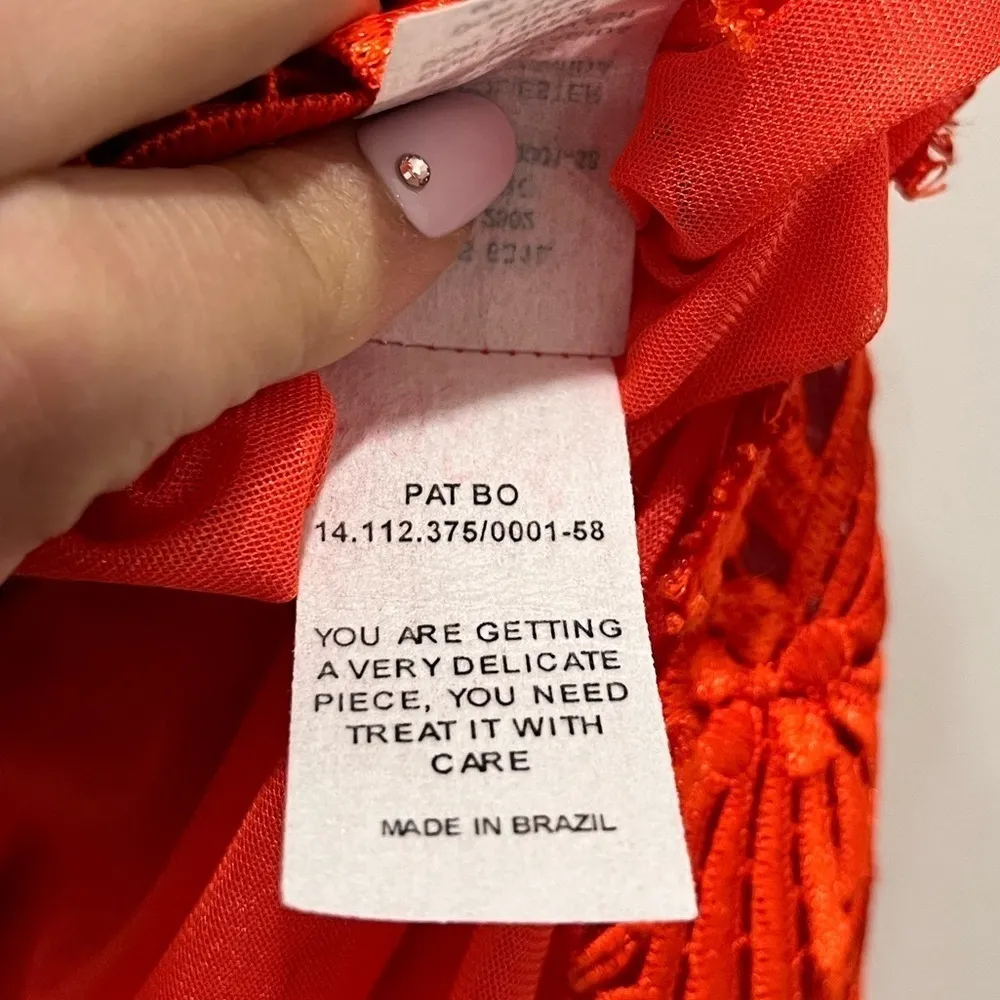 PAT BO
14.112.375/0001-58
YOU ARE GETTING
A VERY DELICATE
PIECE, YOU NEED
TREAT IT WITH
CARE
MADE IN BRAZIL